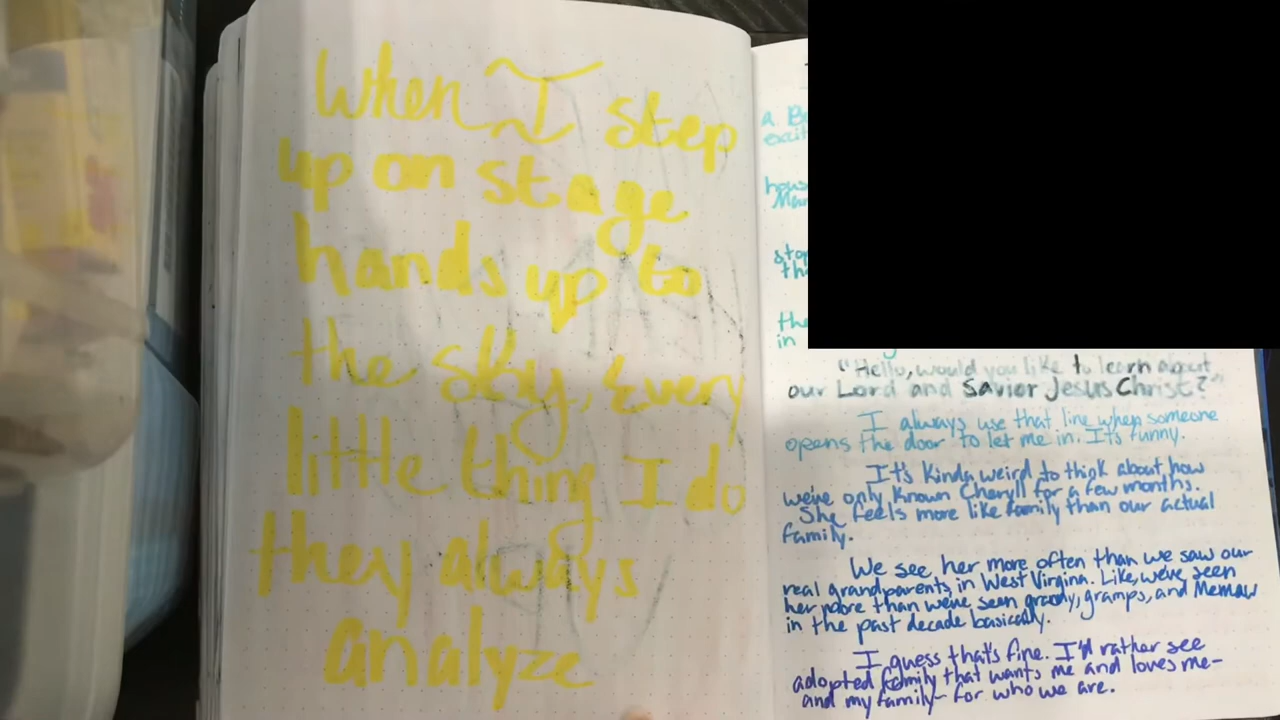 When I step
up on stage
hands up to
the sky, Every
little thing I do
they always
analyze
a
hous
stop
the
in
"Hello, would you like to learn about
our Lord and Savior Jesus Christ?"
I always use that line when someone
opens the door to let me in. It's funny.
It's kinda weird to think about how
we've only known Cheryll for a few months.
She feels more like family than our actual
family.
We see her more often than we saw our
real grandparents in West Virginia. Like, we've seen
her more than we've seen grandy, gramps, and Memaw
in the past decade basically.
I guess that's fine. I'd rather see
adopted family that wants me and loves me-
and my family- for who we are.